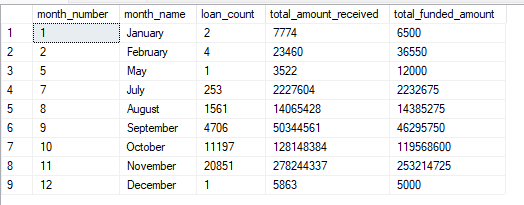 month_number month_name loan_count total_amount_received total_funded_amount
1 1 January 2 7774 6500
2 2 February 4 23460 36550
3 5 May 1 3522 12000
4 7 July 253 2227604 2232675
5 8 August 1561 14065428 14385275
6 9 September 4706 50344561 46295750
7 10 October 11197 128148384 119568600
8 11 November 20851 278244337 253214725
9 12 December 1 5863 5000